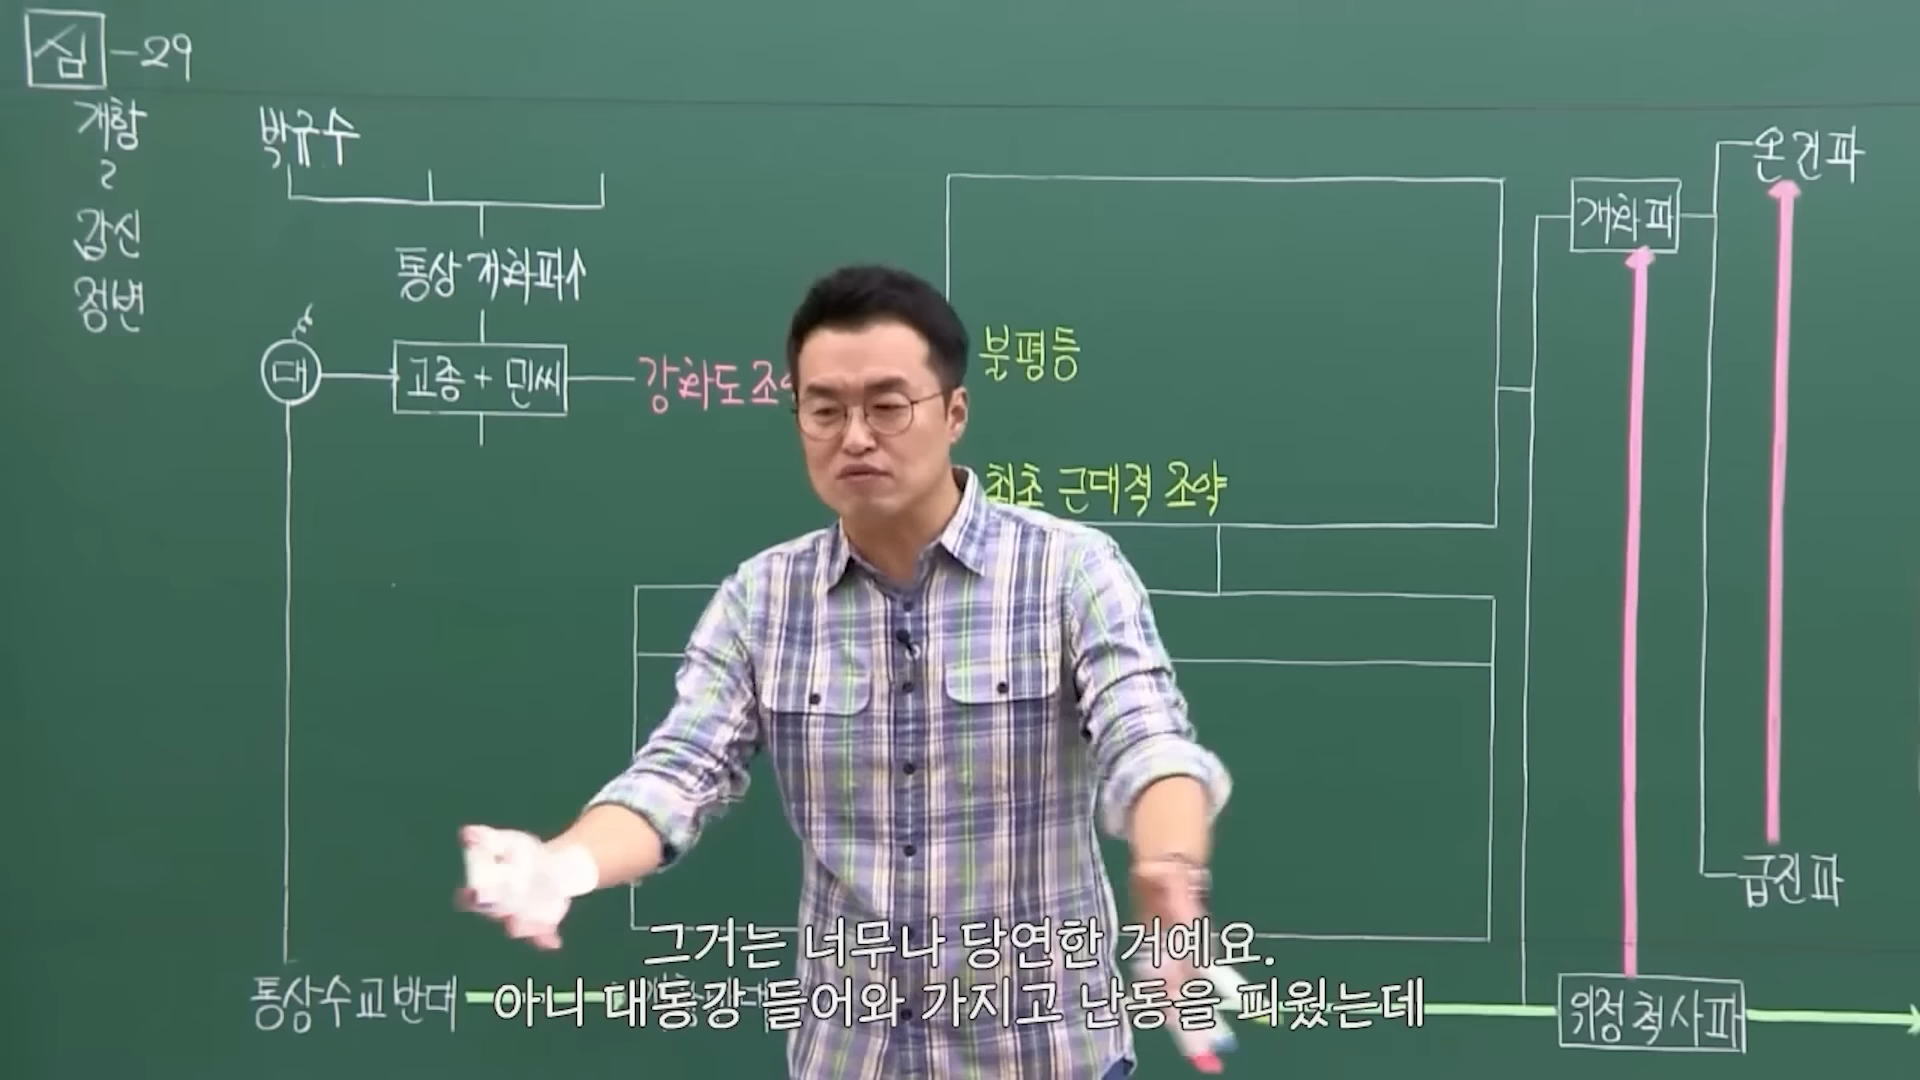 심-29
개항
~
갑신
정변
박규수
통상 개화파↑
대
고종+민씨
강화도조
불평등
최초 근대적 조약
개화파
온건파
급진파
통상수교반대
위정척사파
그거는 너무나 당연한 거예요.
아니 대동강 들어와 가지고 난동을 피웠는데